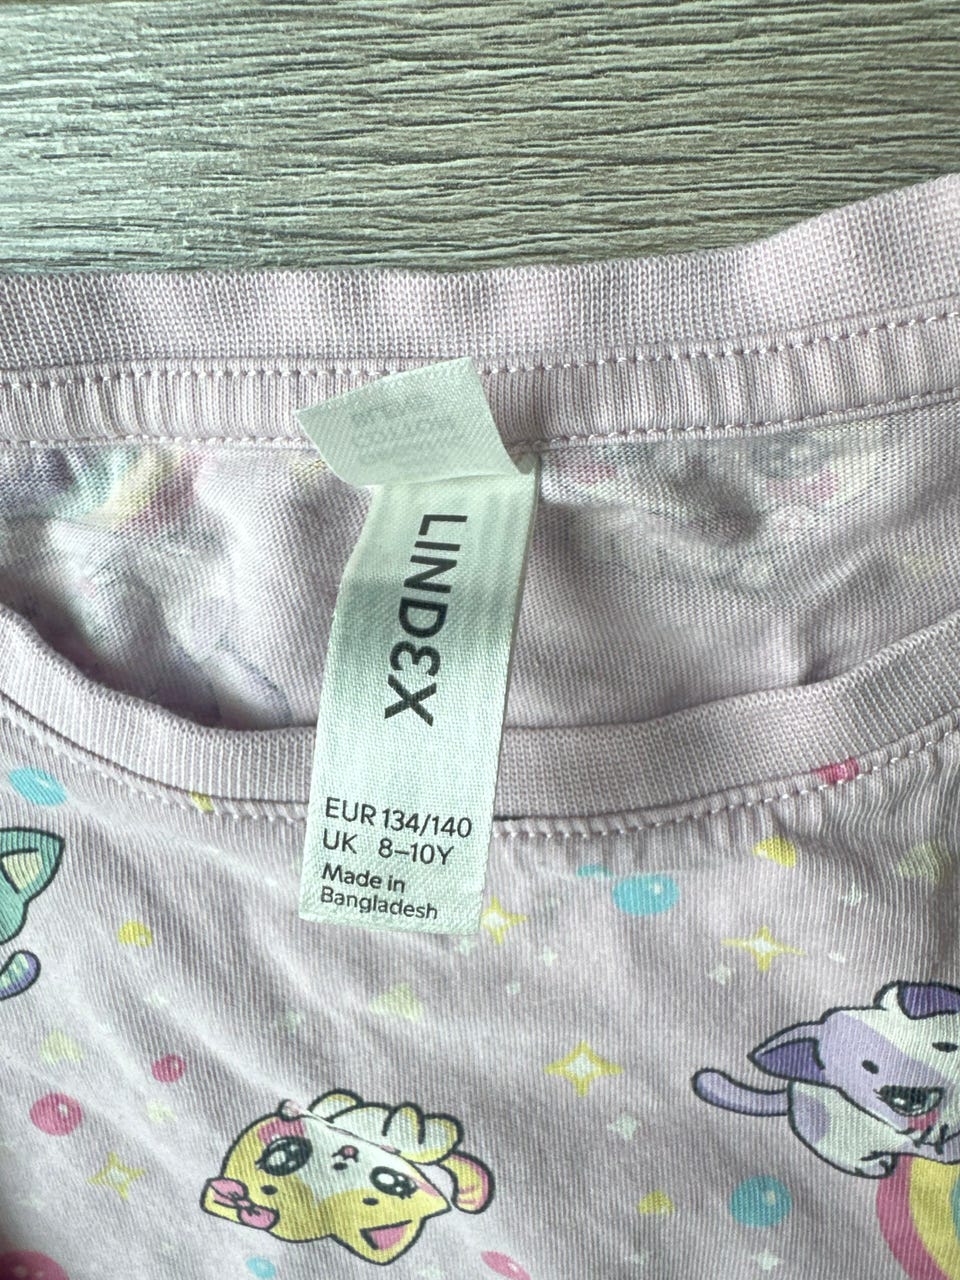 LINDEX
EUR 134/140
UK 8–10Y
Made in
Bangladesh